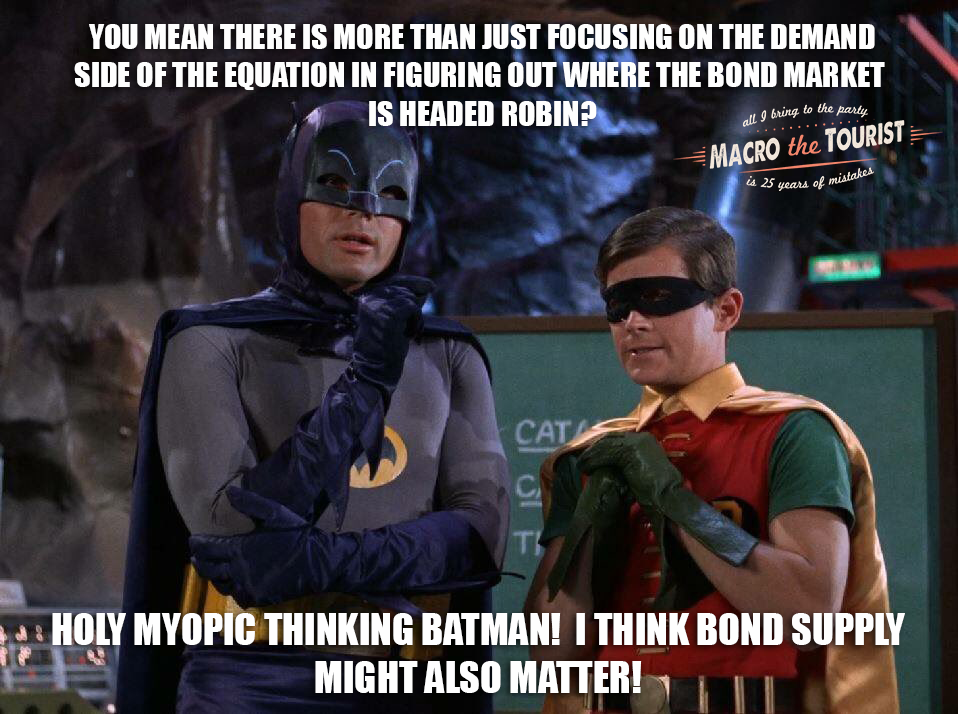 YOU MEAN THERE IS MORE THAN JUST FOCUSING ON THE DEMAND
SIDE OF THE EQUATION IN FIGURING OUT WHERE THE BOND MARKET
IS HEADED ROBIN?
all I bring to the party
MACRO the TOURIST
is 25 years of mistakes
HOLY MYOPIC THINKING BATMAN! I THINK BOND SUPPLY
MIGHT ALSO MATTER!